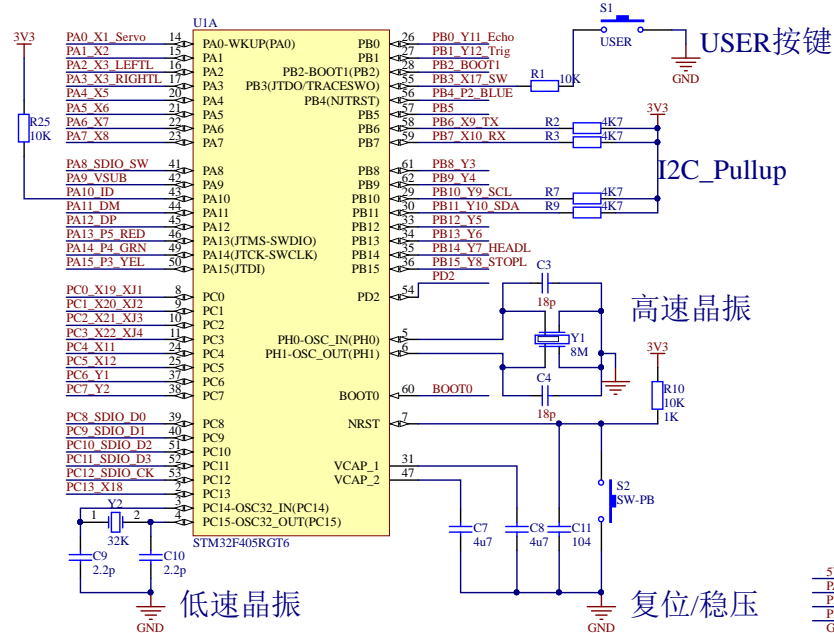 U1A
S1
USER
USER按键
GND
3V3
R25
10K
PA0_X1_Servo 14 PA0-WKUP(PA0) PB0 26 PB0_Y11_Echo
PA1_X2 15 PA1 PB1 27 PB1_Y12_Trig
PA2_X3_LEFTL 16 PA2 PB2-BOOT1(PB2) 28 PB2_BOOT1
PA3_X3_RIGHTL 17 PA3 PB3(JTDO/TRACESWO) 55 PB3_X17_SW R1 10K
PA4_X5 20 PA4 PB4(NJTRST) 56 PB4_P2_BLUE
PA5_X6 21 PA5 PB5 57 PB5 3V3
PA6_X7 22 PA6 PB6 58 PB6_X9_TX R2 4K7
PA7_X8 23 PA7 PB7 59 PB7_X10_RX R3 4K7
I2C_Pullup
PA8_SDIO_SW 41 PA8 PB8 61 PB8_Y3
PA9_VSUB 42 PA9 PB9 62 PB9_Y4
PA10_ID 43 PA10 PB10 29 PB10_Y9_SCL R7 4K7
PA11_DM 44 PA11 PB11 30 PB11_Y10_SDA R9 4K7
PA12_DP 45 PA12 PB12 33 PB12_Y5
PA13_P5_RED 46 PA13(JTMS-SWDIO) PB13 34 PB13_Y6
PA14_P4_GRN 49 PA14(JTCK-SWCLK) PB14 35 PB14_Y7_HEADL
PA15_P3_YEL 50 PA15(JTDI) PB15 36 PB15_Y8_STOPL
PC0_X19_XJ1 8 PC0 PD2 54 PD2
PC1_X20_XJ2 9 PC1
PC2_X21_XJ3 10 PC2
PC3_X22_XJ4 11 PC3 PH0-OSC_IN(PH0) 5
PC4_X11 24 PC4 PH1-OSC_OUT(PH1) 6
PC5_X12 25 PC5
PC6_Y1 37 PC6
PC7_Y2 38 PC7 BOOT0 60 BOOT0
C3
18p
Y1
8M
C4
18p
高速晶振
3V3
R10
10K
1K
PC8_SDIO_D0 39 PC8 NRST 7
PC9_SDIO_D1 40 PC9
PC10_SDIO_D2 51 PC10
PC11_SDIO_D3 52 PC11 VCAP_1 31
PC12_SDIO_CK 53 PC12 VCAP_2 47
PC13_X18 2 PC13
3 PC14-OSC32_IN(PC14)
4 PC15-OSC32_OUT(PC15)
STM32F405RGT6
Y2
1 2
32K
C9
2.2p
C10
2.2p
GND
低速晶振
C7
4u7
C8
4u7
C11
104
S2
SW-PB
GND
复位/稳压